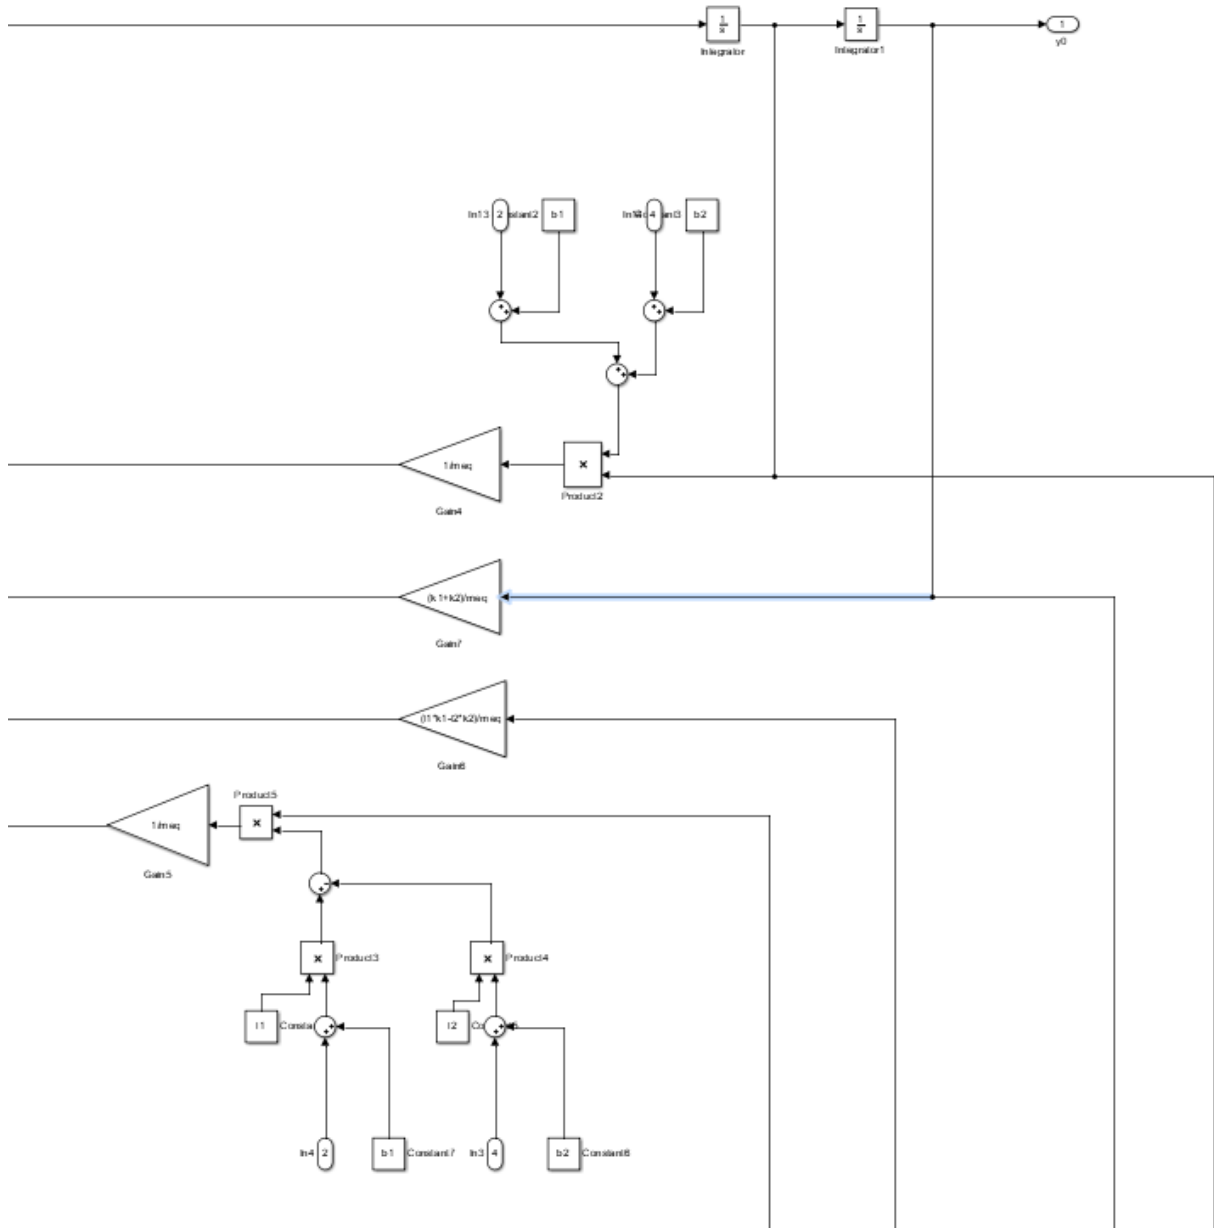 1
s
Integrator
1
s
Integrator1
1
y0
In13
2
b1
4
b2
1/meq
Gain4
×
Product2
(k1+k2)/meq
Gain7
(l1*k1-l2*k2)/meq
Gain6
Product5
×
1/meq
Gain5
×
Product3
×
Product4
l1
l2
In4
2
b1
Constant7
In3
4
b2
Constant6